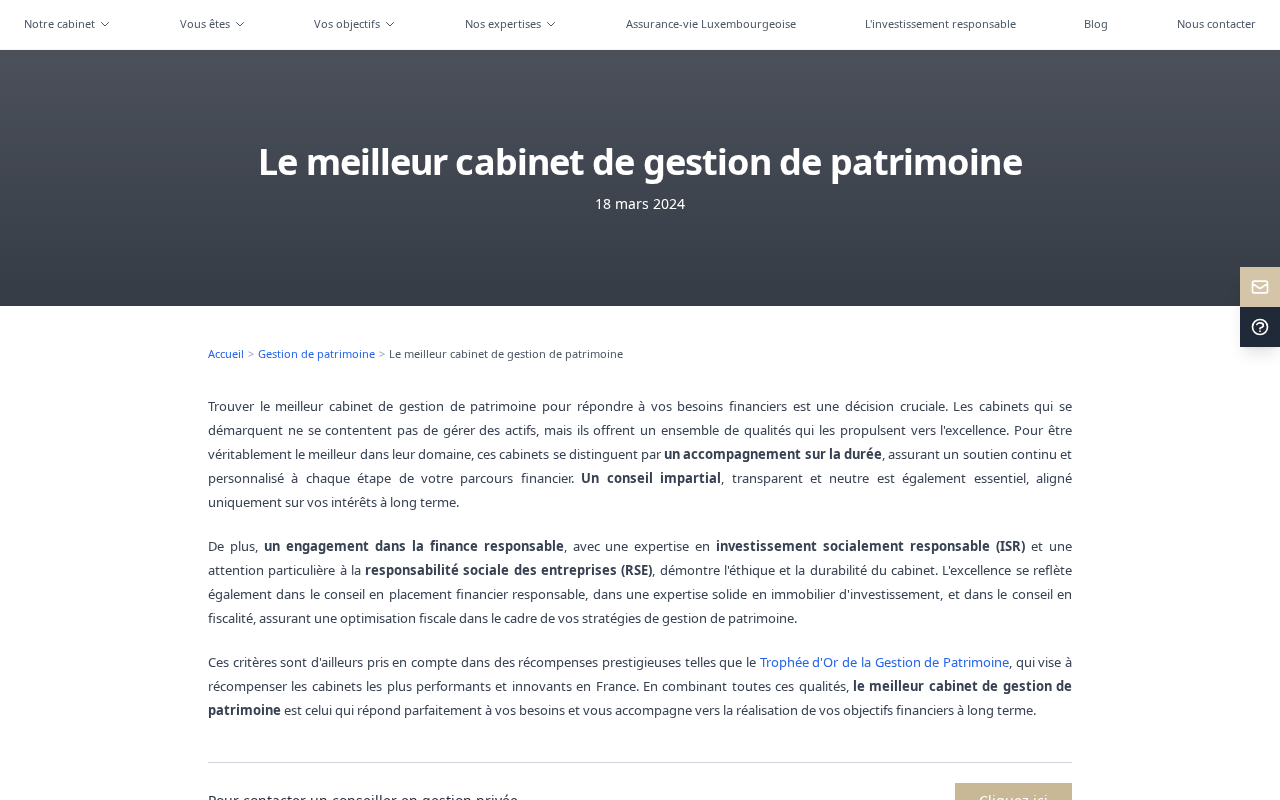 Notre cabinet Vous êtes Vos objectifs Nos expertises Assurance-vie Luxembourgeoise L'investissement responsable Blog Nous contacter
Le meilleur cabinet de gestion de patrimoine
18 mars 2024
Accueil > Gestion de patrimoine > Le meilleur cabinet de gestion de patrimoine
Trouver le meilleur cabinet de gestion de patrimoine pour répondre à vos besoins financiers est une décision cruciale. Les cabinets qui se
démarquent ne se contentent pas de gérer des actifs, mais ils offrent un ensemble de qualités qui les propulsent vers l'excellence. Pour être
véritablement le meilleur dans leur domaine, ces cabinets se distinguent par un accompagnement sur la durée, assurant un soutien continu et
personnalisé à chaque étape de votre parcours financier. Un conseil impartial, transparent et neutre est également essentiel, aligné
uniquement sur vos intérêts à long terme.
De plus, un engagement dans la finance responsable, avec une expertise en investissement socialement responsable (ISR) et une
attention particulière à la responsabilité sociale des entreprises (RSE), démontre l'éthique et la durabilité du cabinet. L'excellence se reflète
également dans le conseil en placement financier responsable, dans une expertise solide en immobilier d'investissement, et dans le conseil en
fiscalité, assurant une optimisation fiscale dans le cadre de vos stratégies de gestion de patrimoine.
Ces critères sont d'ailleurs pris en compte dans des récompenses prestigieuses telles que le Trophée d'Or de la Gestion de Patrimoine, qui vise à
récompenser les cabinets les plus performants et innovants en France. En combinant toutes ces qualités, le meilleur cabinet de gestion de
patrimoine est celui qui répond parfaitement à vos besoins et vous accompagne vers la réalisation de vos objectifs financiers à long terme.
Pour contacter un conseiller en gestion privée Cliquez ici